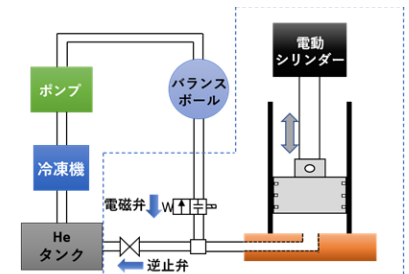 電動
シリンダー
ポンプ
バランス
ボール
冷凍機
電磁弁
W
He
タンク
逆止弁